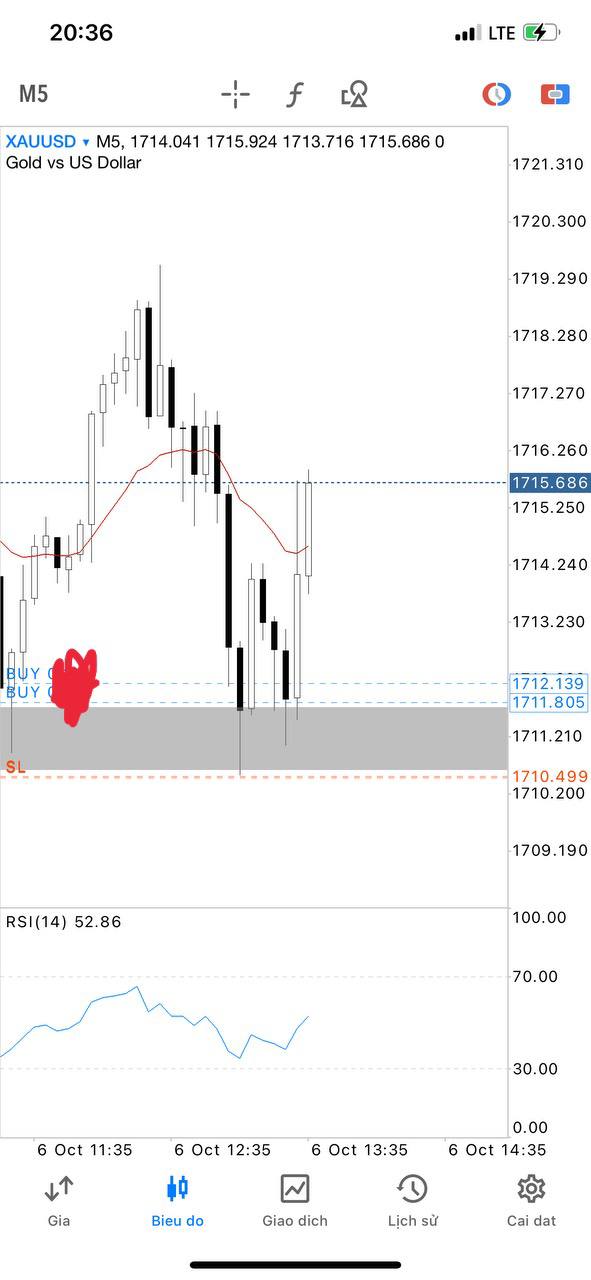 20:36
LTE
M5
XAUUSD ▾ M5, 1714.041 1715.924 1713.716 1715.686 0
Gold vs US Dollar
1721.310
1720.300
1719.290
1718.280
1717.270
1716.260
1715.686
1715.250
1714.240
1713.230
BUY 0
1712.139
BUY 0
1711.805
1711.210
SL
1710.499
1710.200
1709.190
RSI(14) 52.86
100.00
70.00
30.00
0.00
6 Oct 11:35 6 Oct 12:35 6 Oct 13:35 6 Oct 14:35
Gia Bieu do Giao dich Lịch sử Cai dat